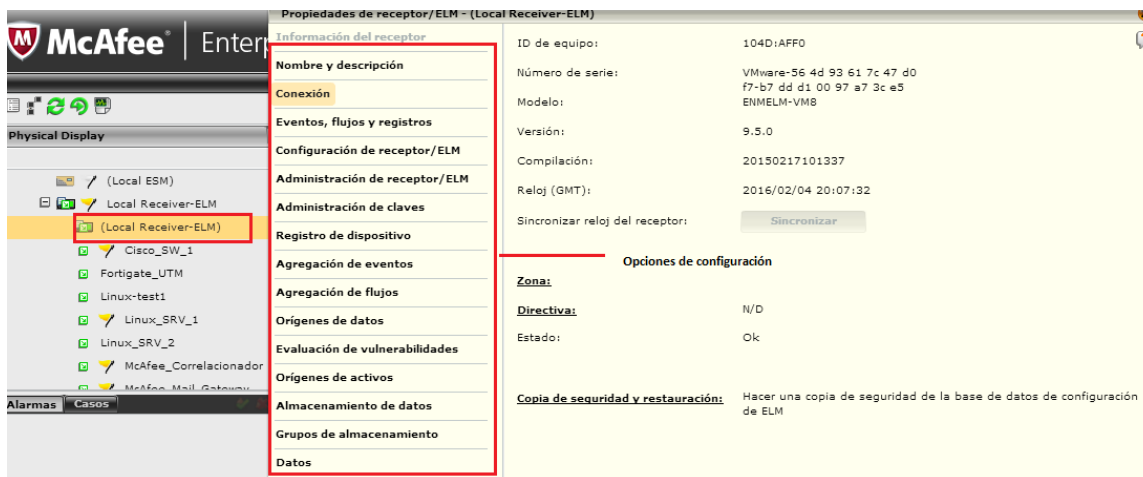 Propiedades de receptor/ELM - (Local Receiver-ELM)
McAfee | Enter
Physical Display
(Local ESM)
Local Receiver-ELM
(Local Receiver-ELM)
Cisco_SW_1
Fortigate_UTM
Linux-test1
Linux_SRV_1
Linux_SRV_2
McAfee_Correlacionador
McAfee_Mail_Gateway
Alarmas
Casos
Información del receptor
Nombre y descripción
Conexión
Eventos, flujos y registros
Configuración de receptor/ELM
Administración de receptor/ELM
Administración de claves
Registro de dispositivo
Agregación de eventos
Agregación de flujos
Orígenes de datos
Evaluación de vulnerabilidades
Orígenes de activos
Almacenamiento de datos
Grupos de almacenamiento
Datos
ID de equipo: 104D:AFF0
Número de serie: VMware-56 4d 93 61 7c 47 d0
f7-b7 dd d1 00 97 a7 3c e5
Modelo: ENMELM-VM8
Versión: 9.5.0
Compilación: 20150217101337
Reloj (GMT): 2016/02/04 20:07:32
Sincronizar reloj del receptor: Sincronizar
Opciones de configuración
Zona:
Directiva: N/D
Estado: Ok
Copia de seguridad y restauración: Hacer una copia de seguridad de la base de datos de configuración
de ELM